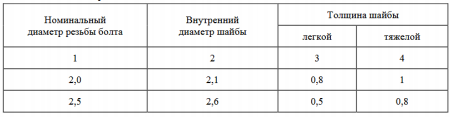 Номинальный диаметр резьбы болта
Внутренний диаметр шайбы
Толщина шайбы
легкой
тяжелой
1 2 3 4
2,0 2,1 0,8 1
2,5 2,6 0,5 0,8